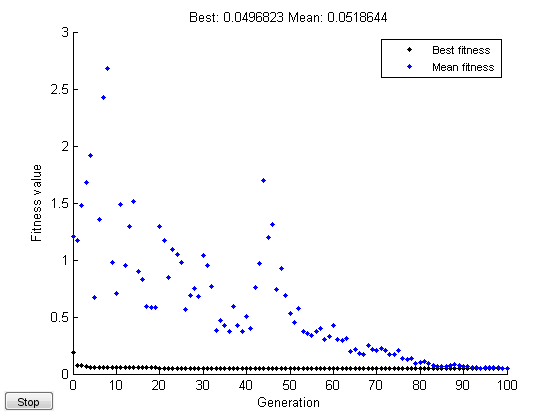 Best: 0.0496823 Mean: 0.0518644
3
Best fitness
Mean fitness
2.5
2
1.5
1
0.5
0
Fitness value
0 10 20 30 40 50 60 70 80 90 100
Generation
Stop